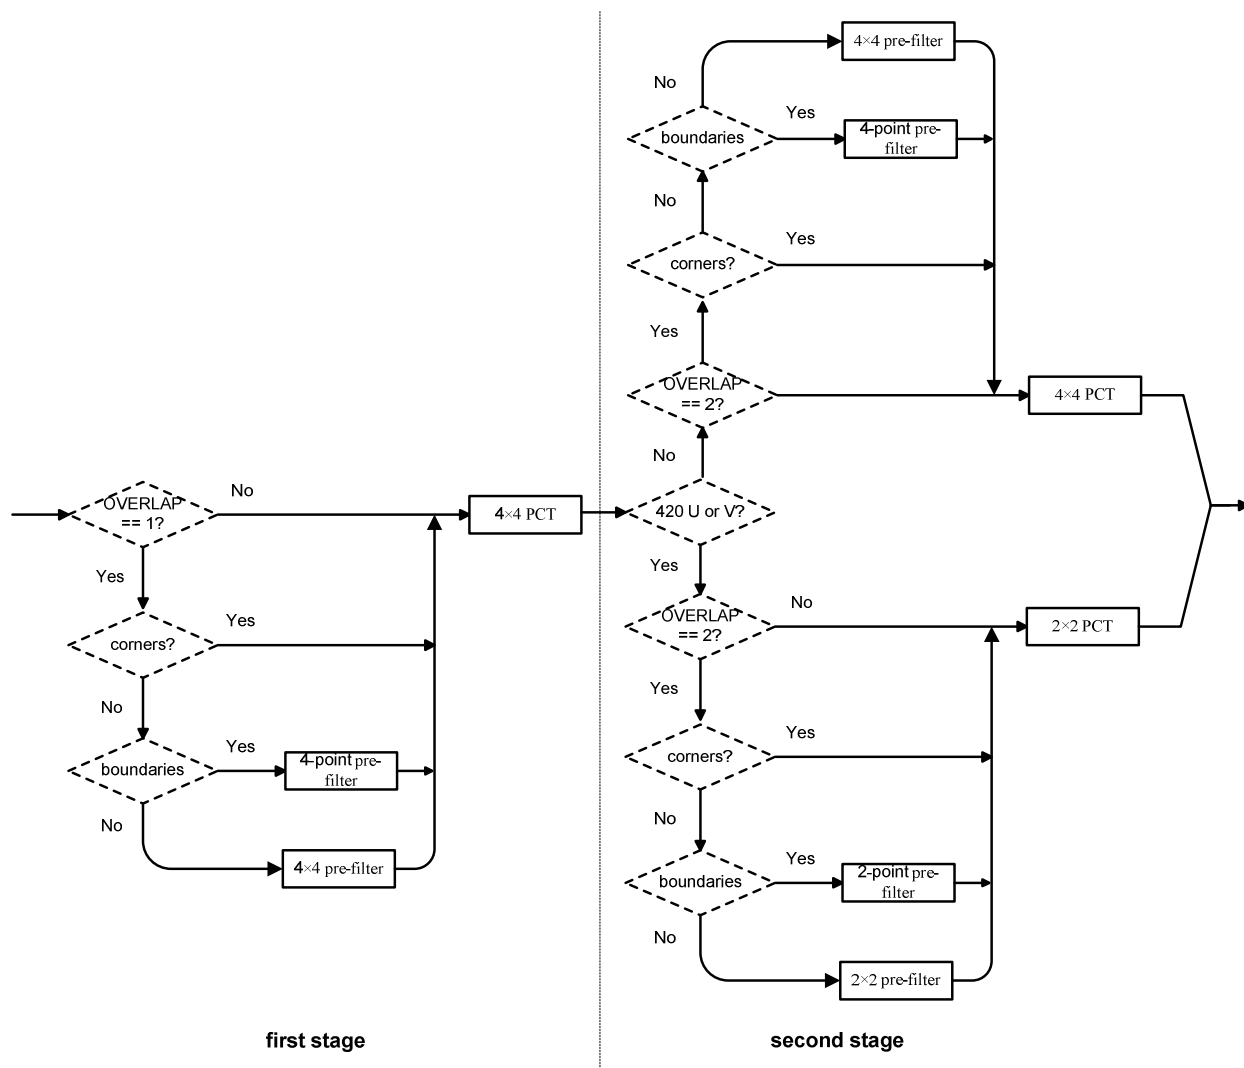 4×4 pre-filter
No
boundaries
Yes
4-point pre-
filter
No
corners?
Yes
Yes
OVERLAP
== 2?
4×4 PCT
No
OVERLAP
== 1?
No
4×4 PCT
420 U or V?
Yes
Yes
OVERLAP
== 2?
No
2×2 PCT
corners?
Yes
Yes
No
corners?
Yes
boundaries
Yes
4-point pre-
filter
No
No
4×4 pre-filter
boundaries
Yes
2-point pre-
filter
No
2×2 pre-filter
first stage
second stage